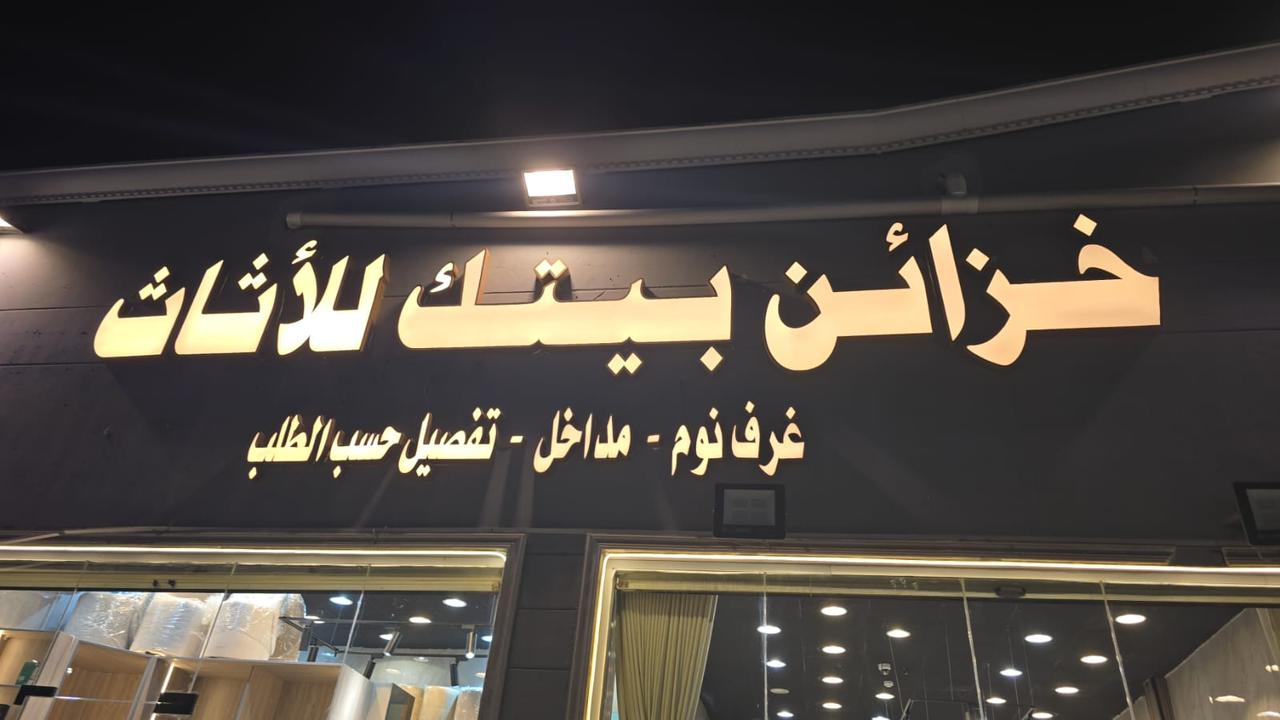 خزائن بيتك للأثاث
غرف نوم - مداخل - تفصيل حسب الطلب